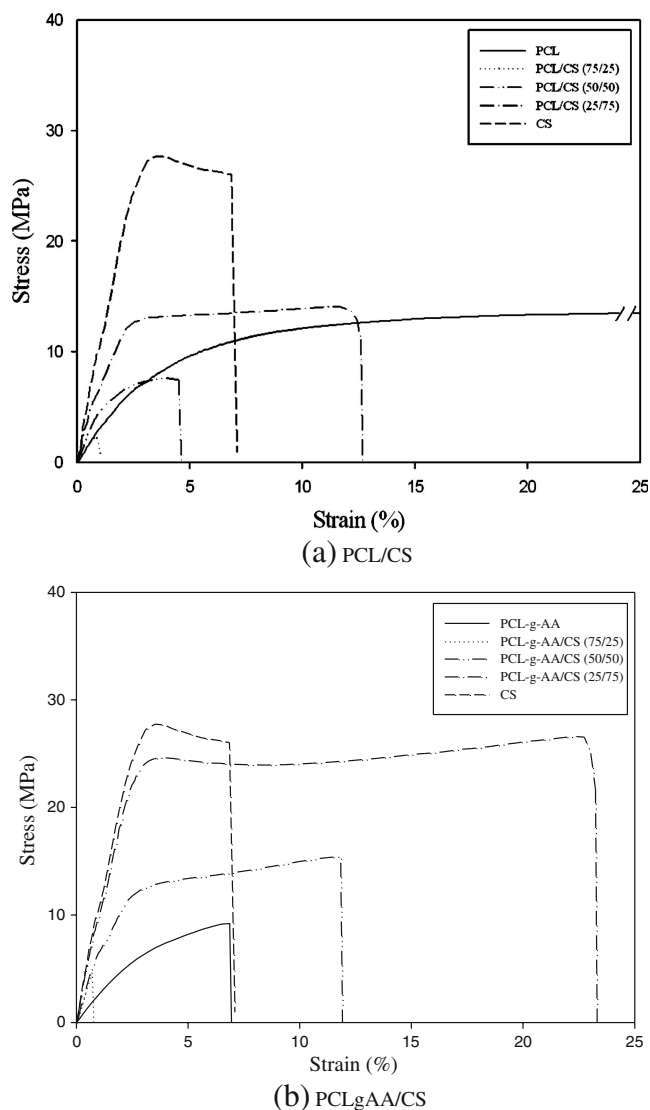 40
30
20
10
0
Stress (MPa)
PCL
PCL/CS (75/25)
PCL/CS (50/50)
PCL/CS (25/75)
CS
0 5 10 15 20 25
Strain (%)
(a) PCL/CS
40
30
20
10
0
Stress (MPa)
PCL-g-AA
PCL-g-AA/CS (75/25)
PCL-g-AA/CS (50/50)
PCL-g-AA/CS (25/75)
CS
0 5 10 15 20 25
Strain (%)
(b) PCLgAA/CS